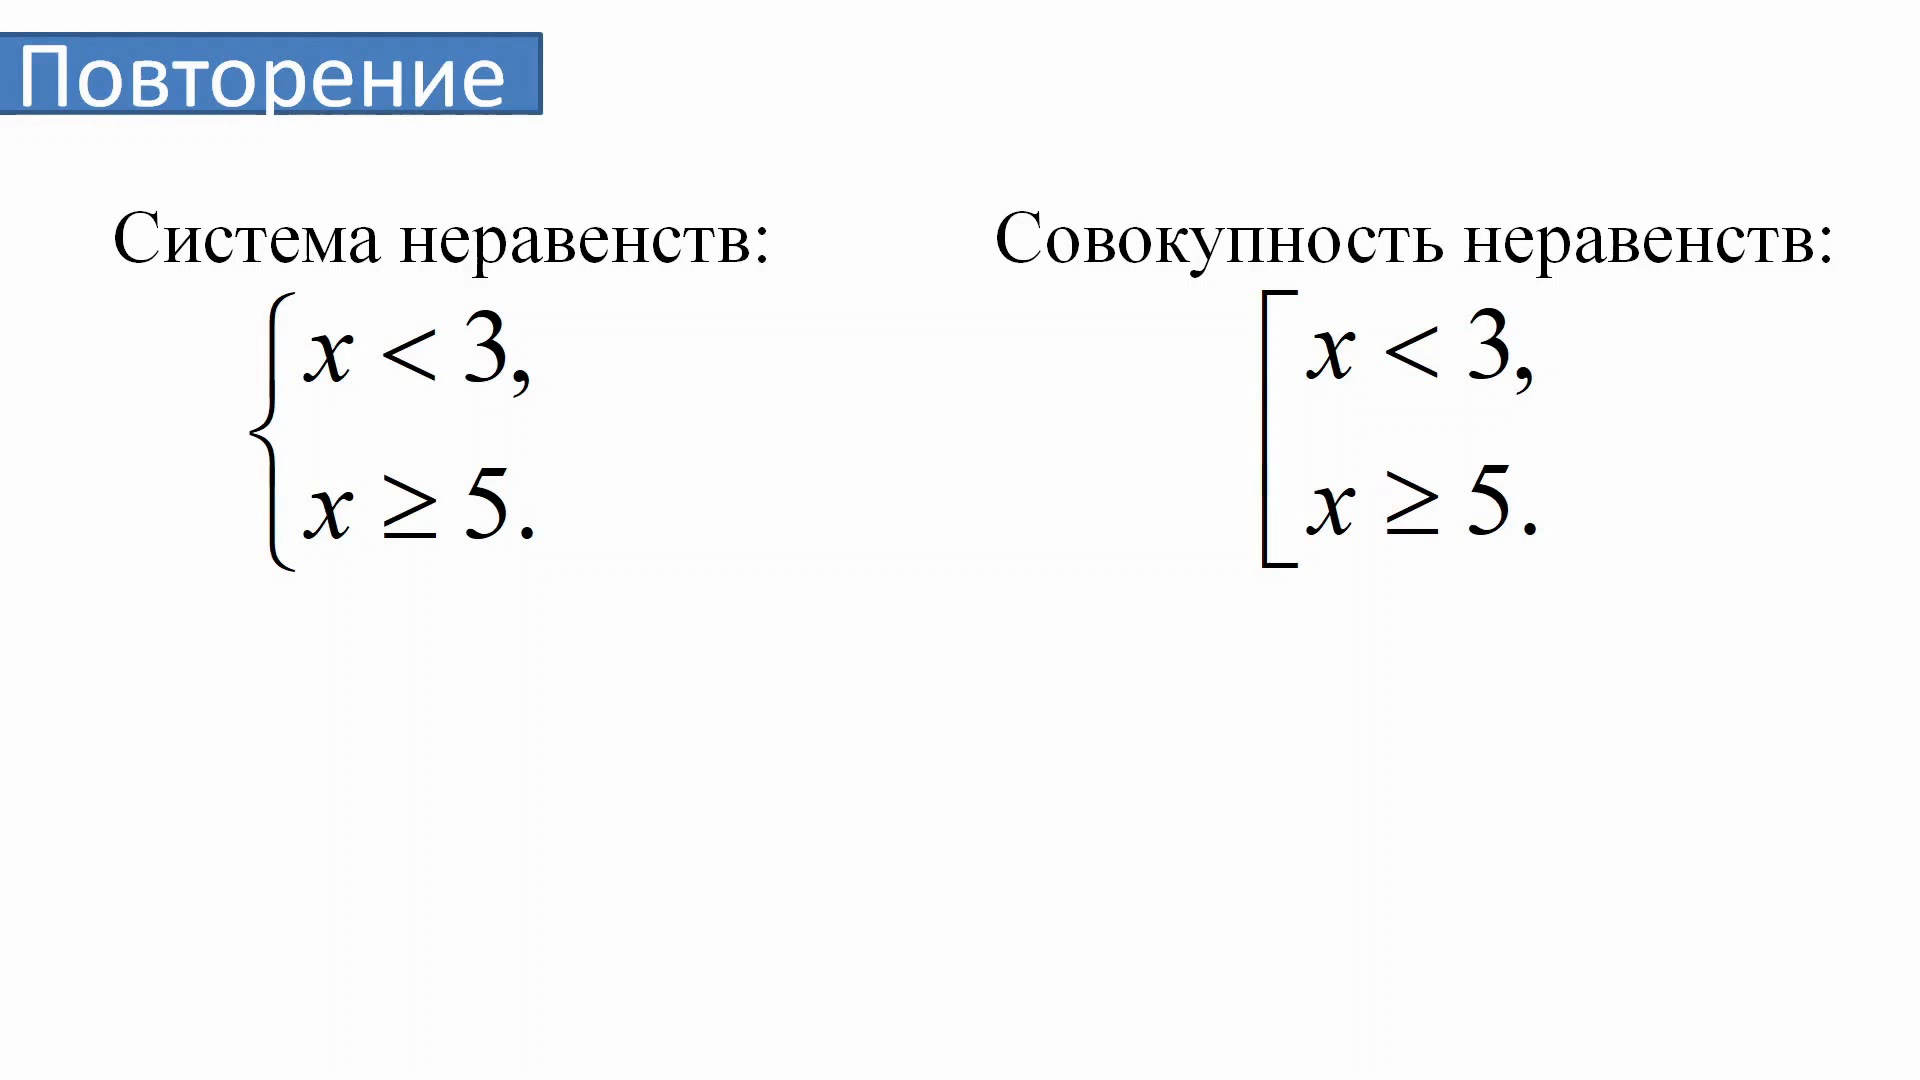 Повторение
Система неравенств:
x < 3,
x ≥ 5.
Совокупность неравенств:
x < 3,
x ≥ 5.